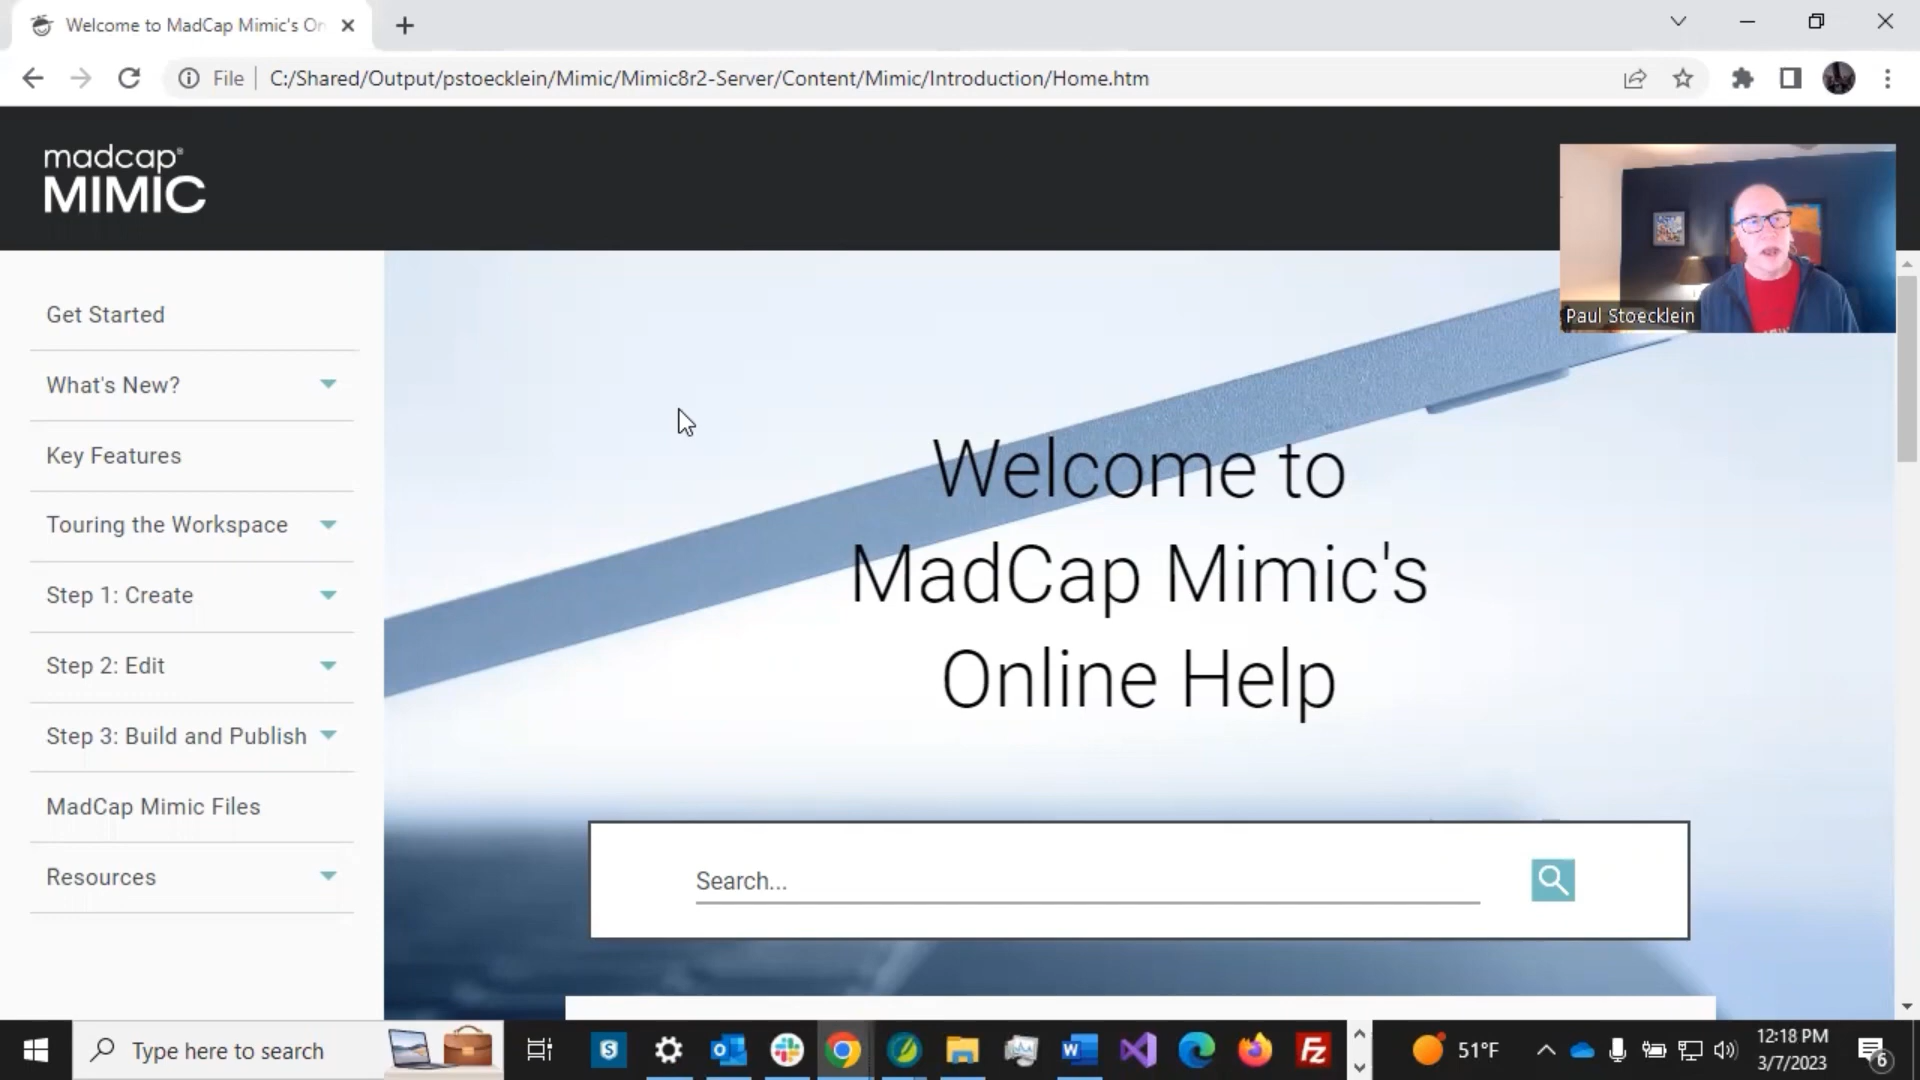 Welcome to MadCap Mimic's On
File
C:/Shared/Output/pstoecklein/Mimic/Mimic8r2-Server/Content/Mimic/Introduction/Home.htm
madcap®
MIMIC
Paul Stoecklein
Get Started
What's New?
Key Features
Touring the Workspace
Step 1: Create
Step 2: Edit
Step 3: Build and Publish
MadCap Mimic Files
Resources
Welcome to
MadCap Mimic's
Online Help
Search...
Type here to search
51°F
12:18 PM
3/7/2023
6